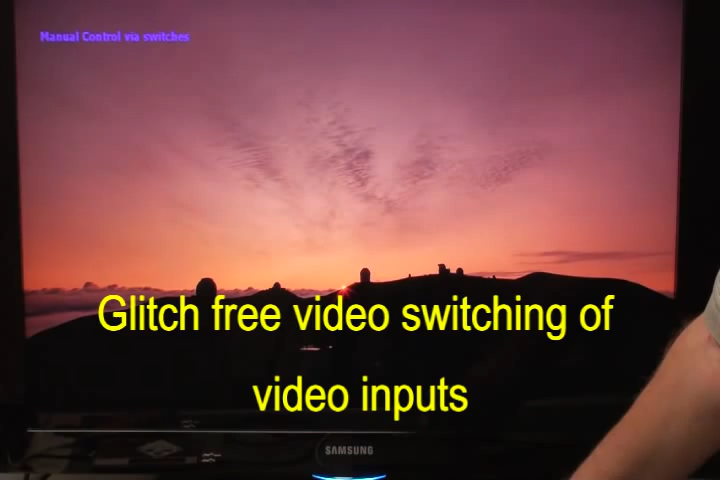 Manual Control via switches
Glitch free video switching of
video inputs
SAMSUNG